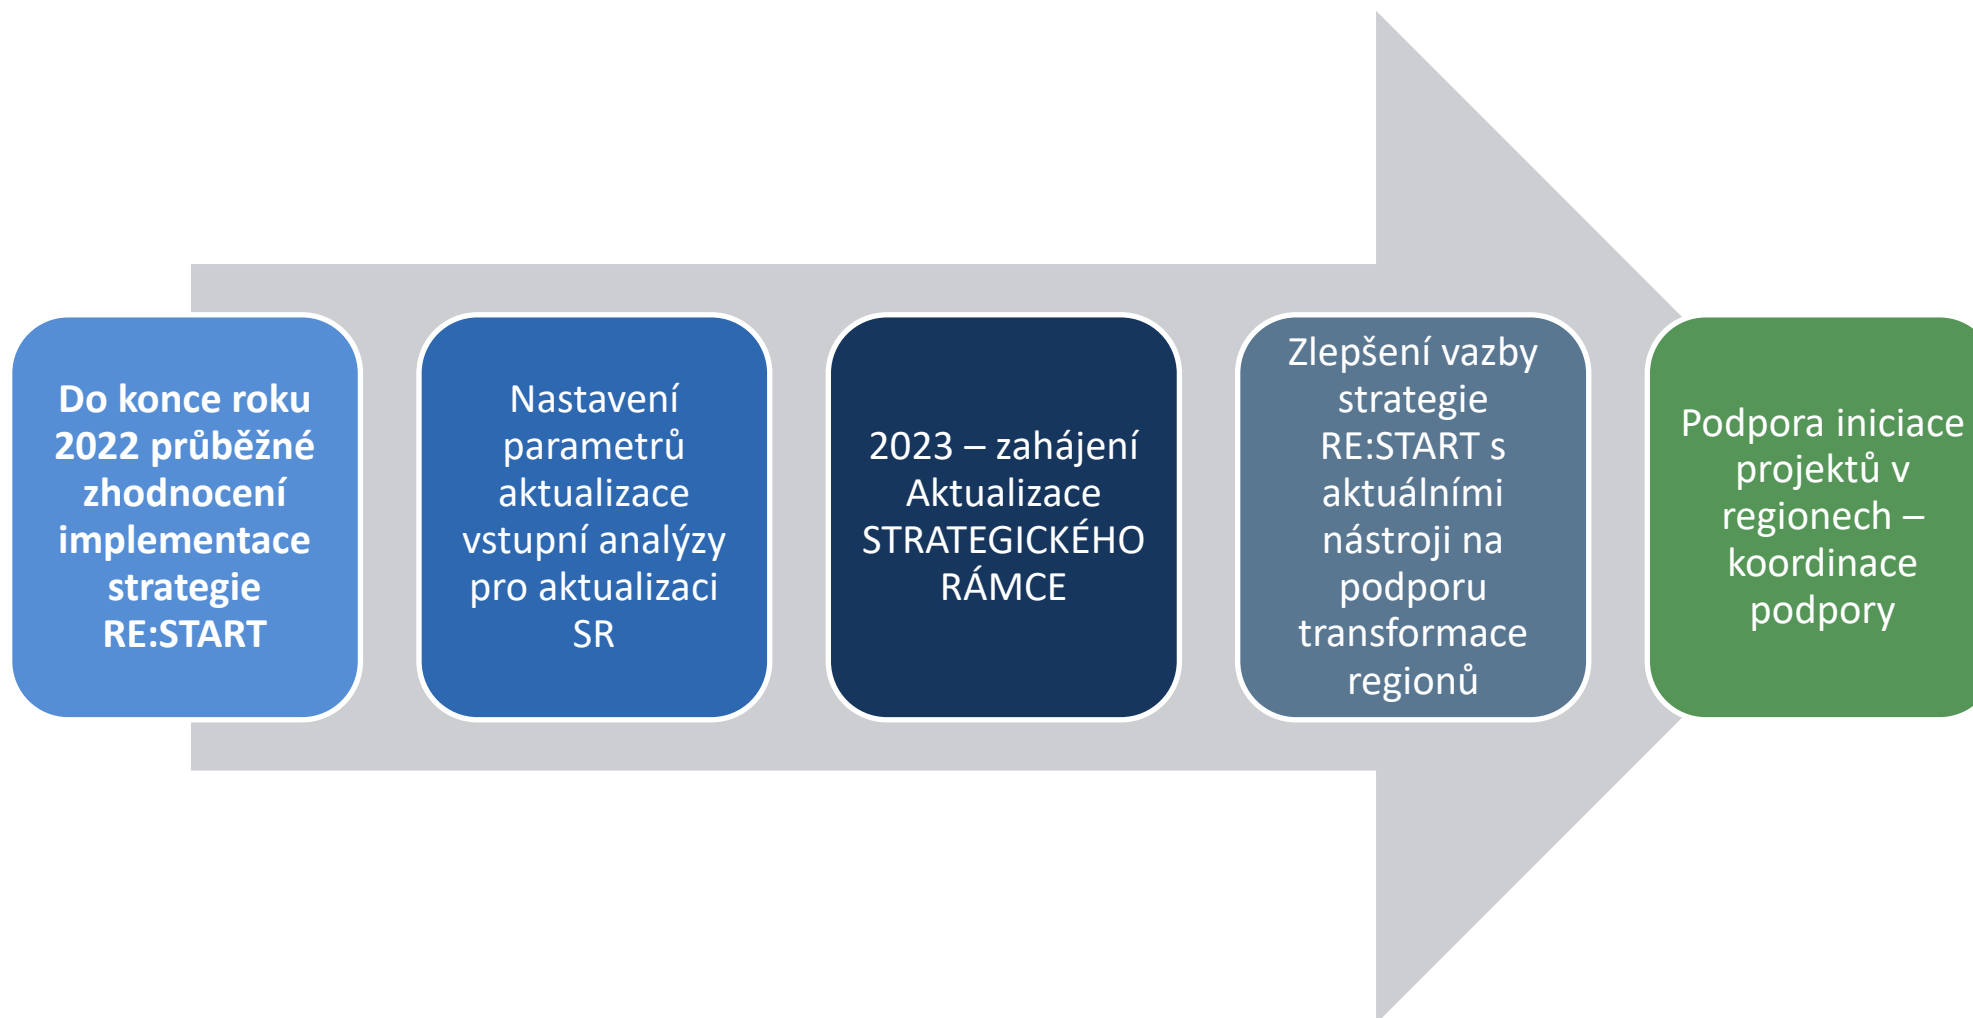 Do konce roku
2022 průběžné
zhodnocení
implementace
strategie
RE:START
Nastavení
parametrů
aktualizace
vstupní analýzy
pro aktualizaci
SR
2023 – zahájení
Aktualizace
STRATEGICKÉHO
RÁMCE
Zlepšení vazby
strategie
RE:START s
aktuálními
nástroji na
podporu
transformace
regionů
Podpora iniciace
projektů v
regionech –
koordinace
podpory